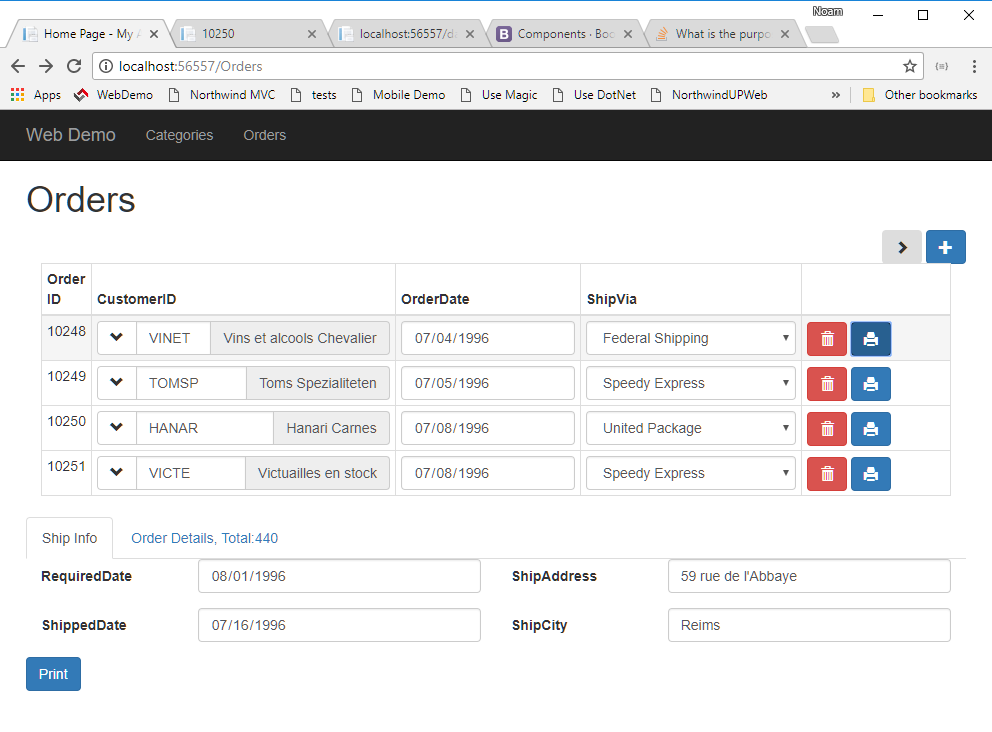 Noam
Home Page - My A
10250
localhost:56557/d
Components · Boo
What is the purpo
localhost:56557/Orders
Apps WebDemo Northwind MVC tests Mobile Demo Use Magic Use DotNet NorthwindUPWeb » Other bookmarks
Web Demo Categories Orders
Orders
Order ID CustomerID OrderDate ShipVia
10248 VINET Vins et alcools Chevalier 07/04/1996 Federal Shipping
10249 TOMSP Toms Spezialiteten 07/05/1996 Speedy Express
10250 HANAR Hanari Carnes 07/08/1996 United Package
10251 VICTE Victuailles en stock 07/08/1996 Speedy Express
Ship Info Order Details, Total:440
RequiredDate 08/01/1996 ShipAddress 59 rue de l'Abbaye
ShippedDate 07/16/1996 ShipCity Reims
Print